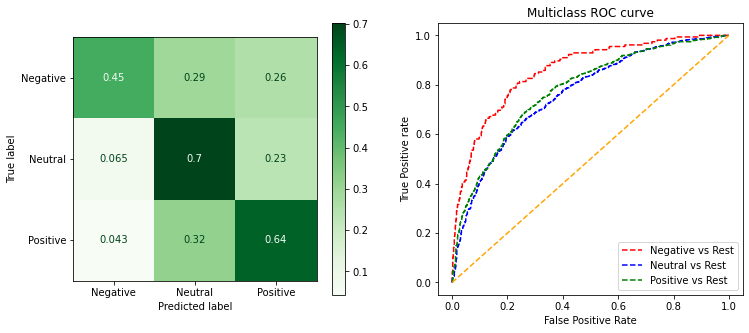 Negative
Neutral
Positive
True label
0.45 0.29 0.26
0.065 0.7 0.23
0.043 0.32 0.64
Negative Neutral Positive
Predicted label
0.7
0.6
0.5
0.4
0.3
0.2
0.1
Multiclass ROC curve
True Positive rate
1.0
0.8
0.6
0.4
0.2
0.0
0.0 0.2 0.4 0.6 0.8 1.0
False Positive Rate
Negative vs Rest
Neutral vs Rest
Positive vs Rest